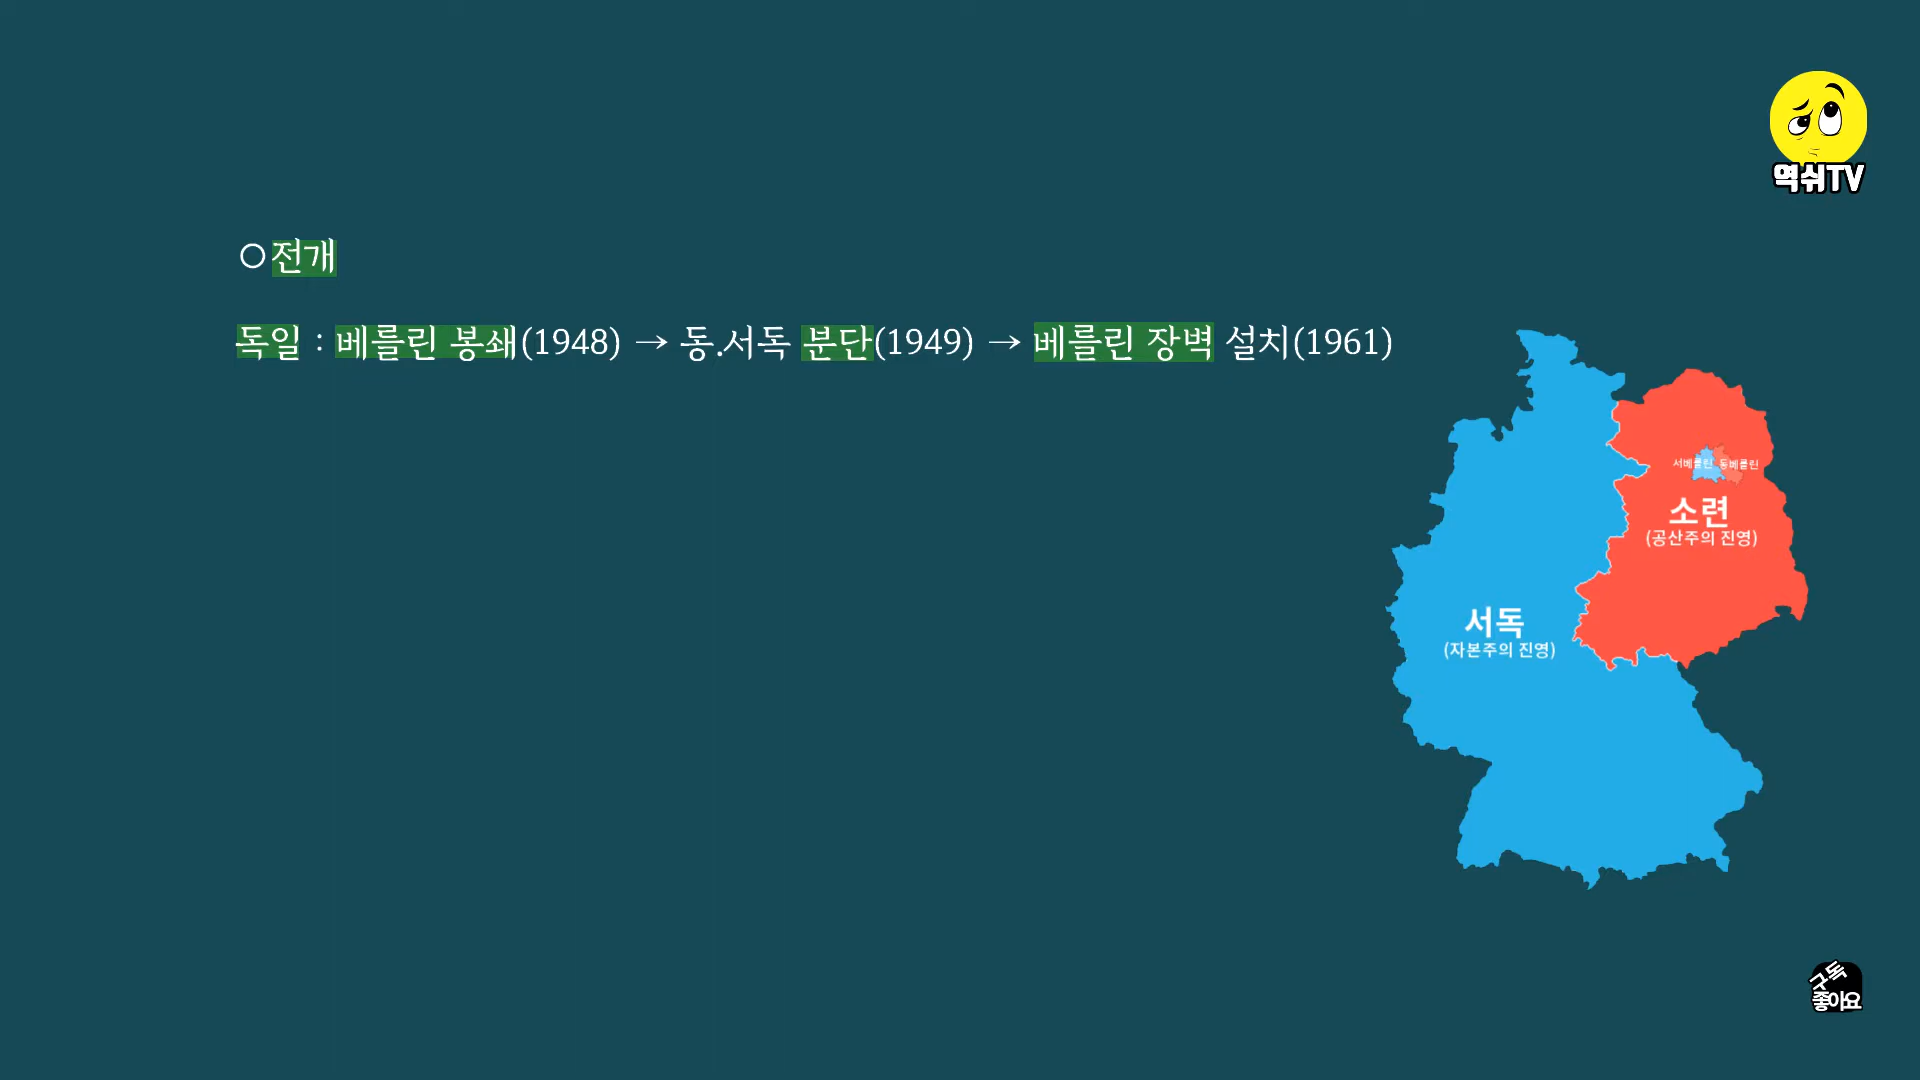 역쉬TV
○전개
독일 : 베를린 봉쇄(1948) → 동.서독 분단(1949) → 베를린 장벽 설치(1961)
서베를린 동베를린
소련
(공산주의 진영)
서독
(자본주의 진영)
구독
좋아요